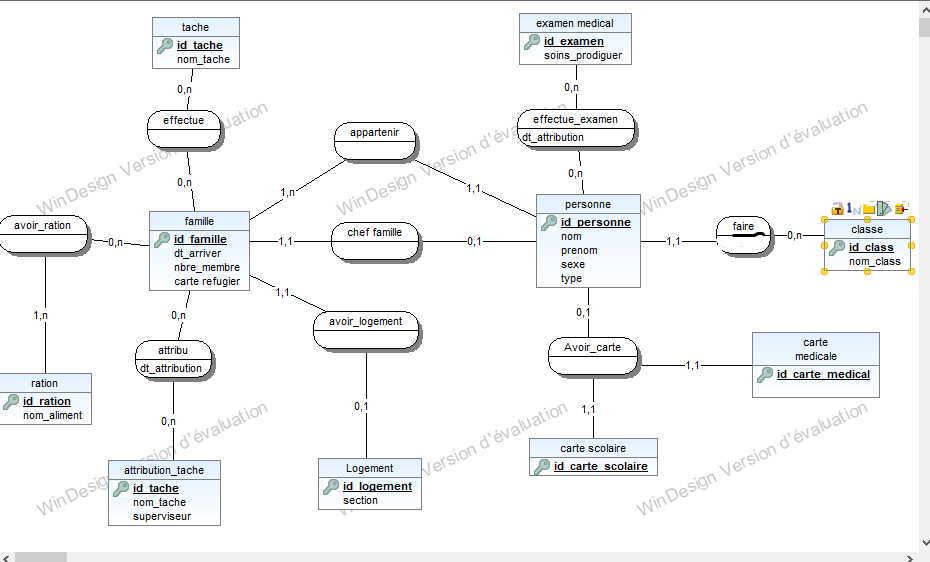 tache
id_tache
nom_tache
0,n
effectue
0,n
examen medical
id_examen
soins_prodiguer
0,n
effectue_examen
dt_attribution
0,n
appartenir
1,n
1,1
avoir_ration
0,n
1,n
ration
id_ration
nom_aliment
famille
id_famille
dt_arriver
nbre_membre
carte refugier
1,1
chef famille
0,1
personne
id_personne
nom
prenom
sexe
type
1,1
faire
0,n
1
N
classe
id_class
nom_class
1,1
avoir_logement
0,1
Logement
id_logement
section
0,n
attribu
dt_attribution
0,n
attribution_tache
id_tache
nom_tache
superviseur
0,1
Avoir_carte
1,1
carte
medicale
id_carte_medical
1,1
carte scolaire
id_carte_scolaire
WinDesign Version d'évaluation
WinDesign Version d'évaluation
WinDesign Version d'évaluation
WinDesign Version d'évaluation
WinDesign Version d'évaluation
WinDesign Version d'évaluation